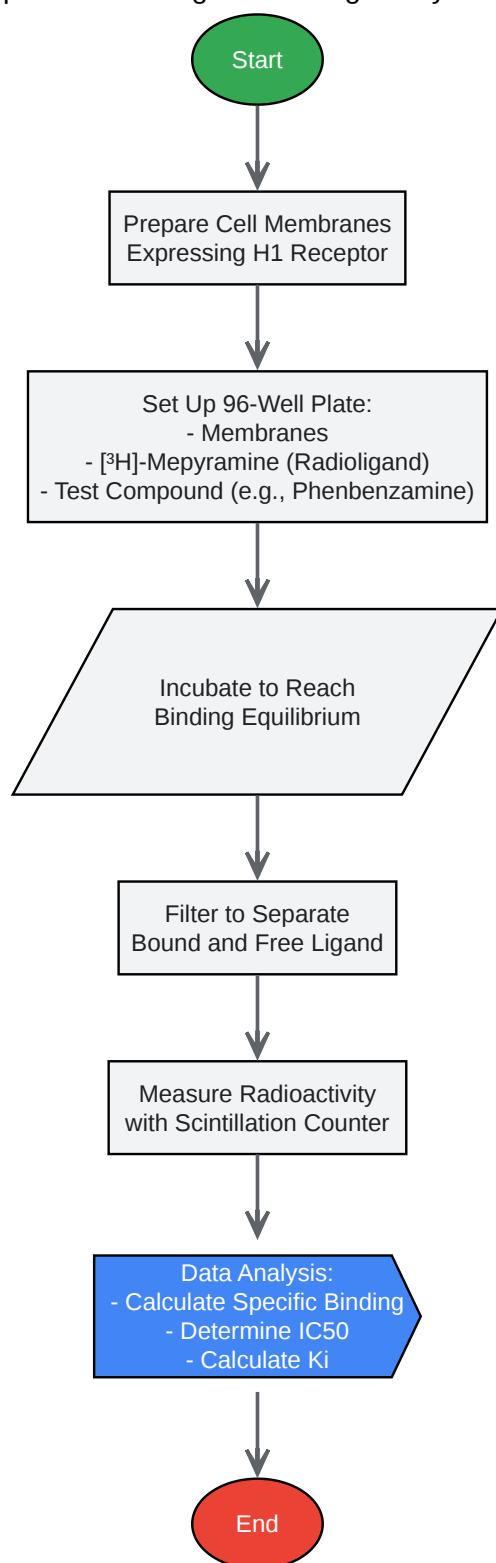 Start
Prepare Cell Membranes
Expressing H1 Receptor
Set Up 96-Well Plate:
- Membranes
- [³H]-Mepyramine (Radioligand)
- Test Compound (e.g., Phenbenzamine)
Incubate to Reach
Binding Equilibrium
Filter to Separate
Bound and Free Ligand
Measure Radioactivity
with Scintillation Counter
Data Analysis:
- Calculate Specific Binding
- Determine IC50
- Calculate Ki
End